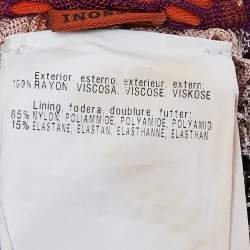 INOS
Exterior, esterno, exterieur, extern:
100% RAYON, VISCOSA, VISCOSE, VISKOSE
Lining, fodera, doublure, futter:
85% NYLON, POLIAMMIDE, POLYAMIDE, POLYAMID
15% ELASTANE, ELASTAN, ELASTHANNE, ELASTHAN